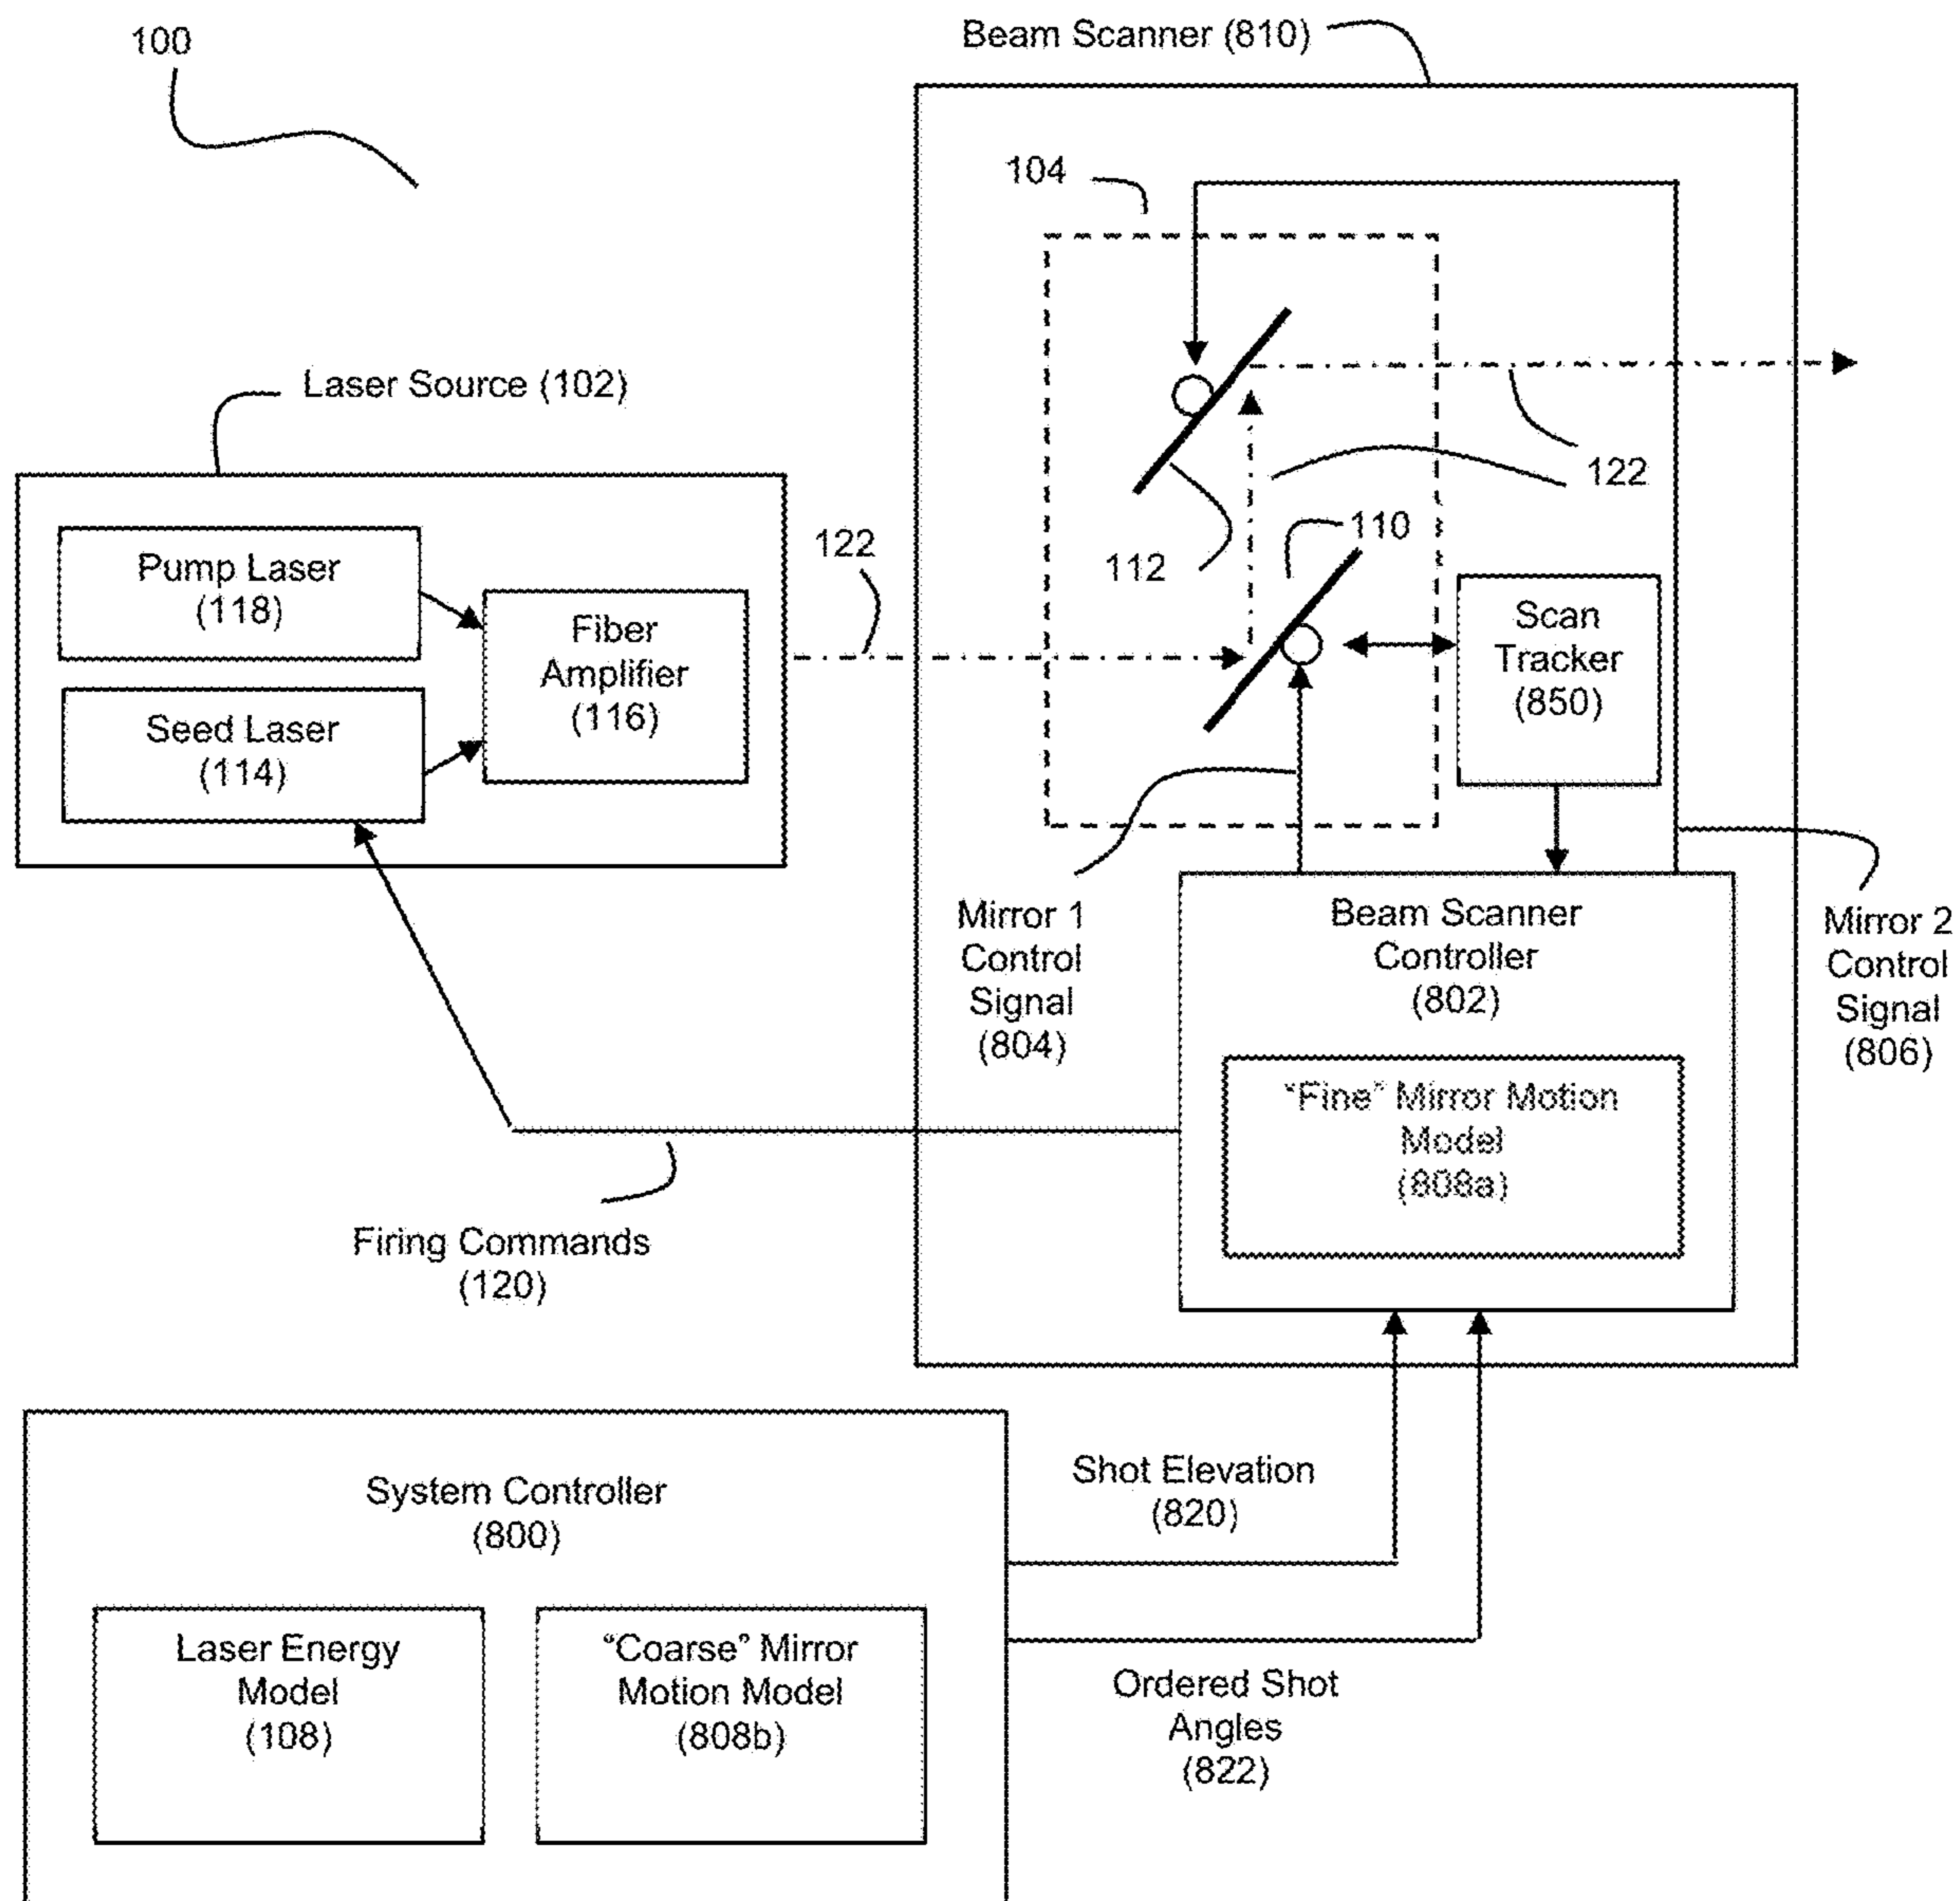 100
Beam Scanner (810)
104
Laser Source (102)
Pump Laser
(118)
Seed Laser
(114)
Fiber
Amplifier
(116)
122
112
110
122
Scan
Tracker
(850)
Mirror 1
Control
Signal
(804)
Beam Scanner
Controller
(802)
"Fine" Mirror Motion
Model
(808a)
Mirror 2
Control
Signal
(806)
Firing Commands
(120)
System Controller
(800)
Laser Energy
Model
(108)
"Coarse" Mirror
Motion Model
(808b)
Shot Elevation
(820)
Ordered Shot
Angles
(822)